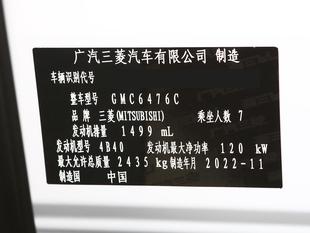 广汽三菱汽车有限公司 制造
车辆识别代号
整车型号 GMC6476C
品 牌 三菱(MITSUBISHI) 乘坐人数 7
发动机排量 1499 mL
发动机型号 4B40 发动机最大净功率 120 kW
最大允许总质量 2435 kg 制造年月 2022-11
制造国 中国